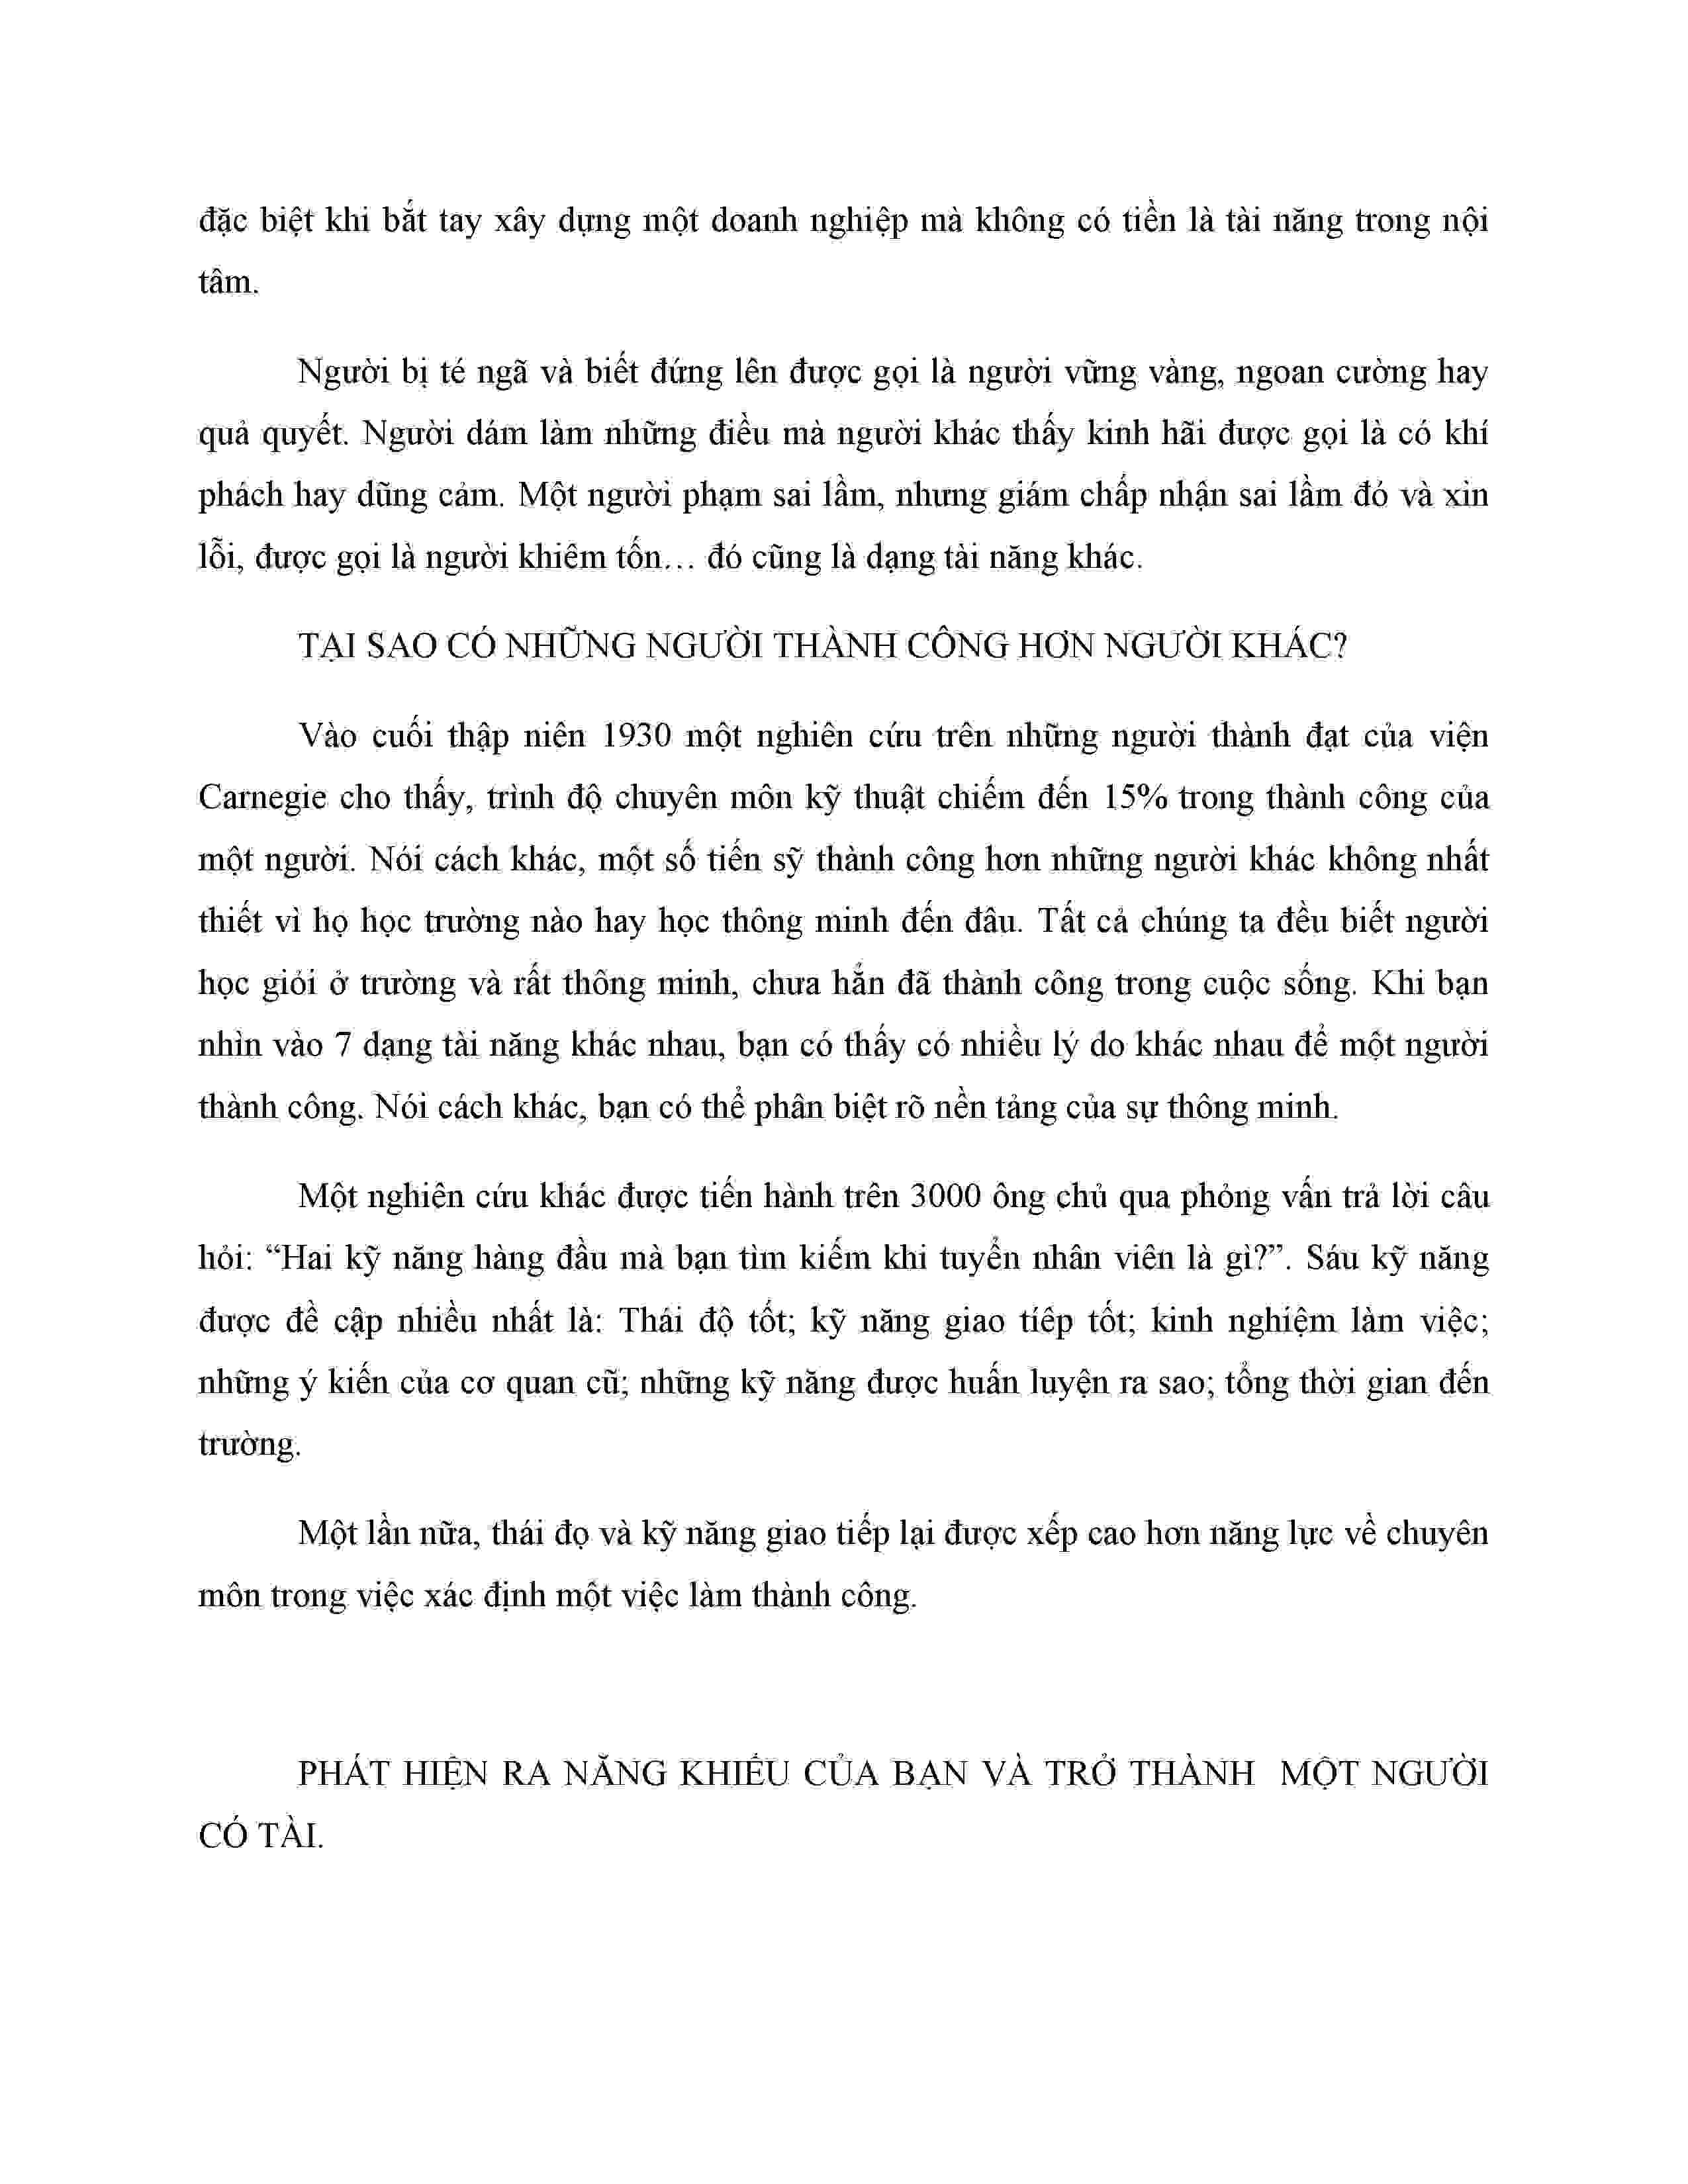 đặc biệt khi bắt tay xây dựng một doanh nghiệp mà không có tiền là tài năng trong nội
tâm.
Người bị té ngã và biết đứng lên được gọi là người vững vàng, ngoan cường hay
quả quyết. Người dám làm những điều mà người khác thấy kinh hãi được gọi là có khí
phách hay dũng cảm. Một người phạm sai lầm, nhưng giám chấp nhận sai lầm đó và xin
lỗi, được gọi là người khiêm tốn… đó cũng là dạng tài năng khác.
TẠI SAO CÓ NHỮNG NGƯỜI THÀNH CÔNG HƠN NGƯỜI KHÁC?
Vào cuối thập niên 1930 một nghiên cứu trên những người thành đạt của viện
Carnegie cho thấy, trình độ chuyên môn kỹ thuật chiếm đến 15% trong thành công của
một người. Nói cách khác, một số tiến sỹ thành công hơn những người khác không nhất
thiết vì họ học trường nào hay học thông minh đến đâu. Tất cả chúng ta đều biết người
học giỏi ở trường và rất thông minh, chưa hẳn đã thành công trong cuộc sống. Khi bạn
nhìn vào 7 dạng tài năng khác nhau, bạn có thấy có nhiều lý do khác nhau để một người
thành công. Nói cách khác, bạn có thể phân biệt rõ nền tảng của sự thông minh.
Một nghiên cứu khác được tiến hành trên 3000 ông chủ qua phỏng vấn trả lời câu
hỏi: “Hai kỹ năng hàng đầu mà bạn tìm kiếm khi tuyển nhân viên là gì?”. Sáu kỹ năng
được đề cập nhiều nhất là: Thái độ tốt; kỹ năng giao tíếp tốt; kinh nghiệm làm việc;
những ý kiến của cơ quan cũ; những kỹ năng được huấn luyện ra sao; tổng thời gian đến
trường.
Một lần nữa, thái đọ và kỹ năng giao tiếp lại được xếp cao hơn năng lực về chuyên
môn trong việc xác định một việc làm thành công.
PHÁT HIỆN RA NĂNG KHIẾU CỦA BẠN VÀ TRỞ THÀNH MỘT NGƯỜI
CÓ TÀI.